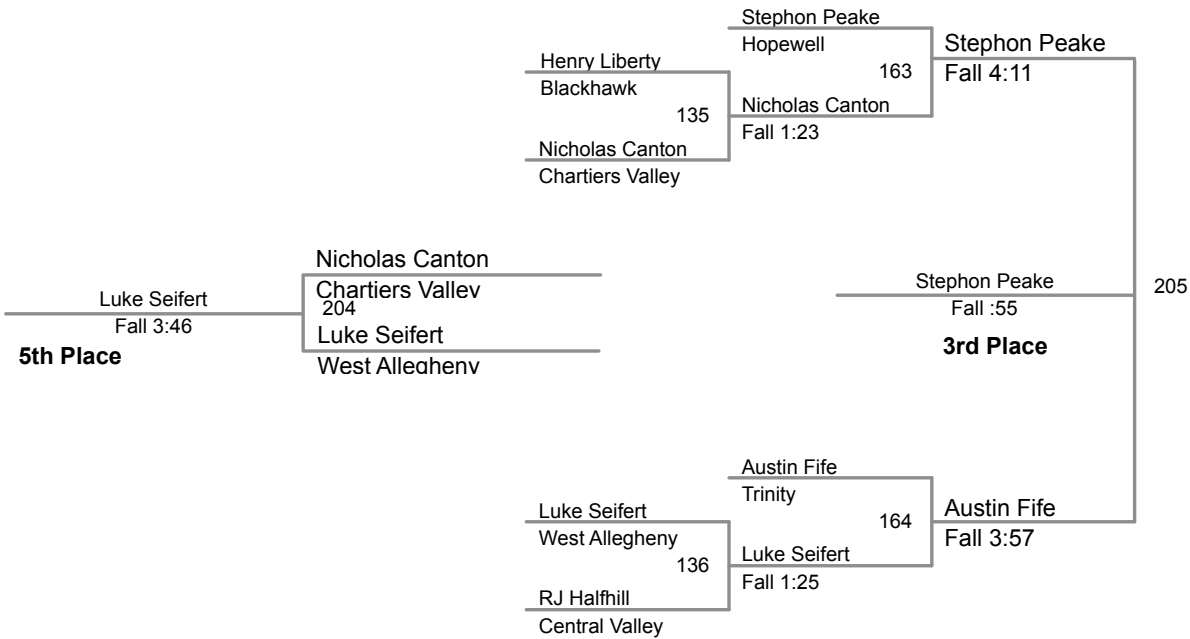 Stephon Peake
Hopewell
163
Stephon Peake
Fall 4:11
Henry Liberty
Blackhawk
135
Nicholas Canton
Fall 1:23
Nicholas Canton
Chartiers Valley
Nicholas Canton
Chartiers Valley
204
Luke Seifert
Fall 3:46
5th Place
Luke Seifert
West Allegheny
Stephon Peake
Fall :55
3rd Place
205
Austin Fife
Trinity
164
Austin Fife
Fall 3:57
Luke Seifert
West Allegheny
136
Luke Seifert
Fall 1:25
RJ Halfhill
Central Valley